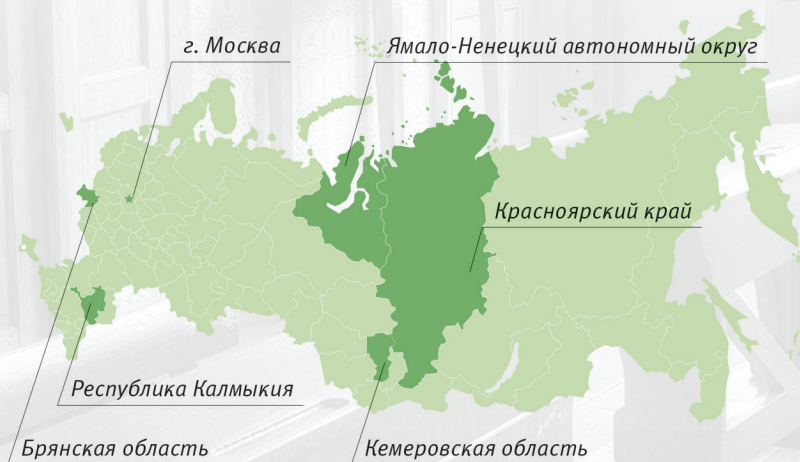 г. Москва
Ямало-Ненецкий автономный округ
Красноярский край
Республика Калмыкия
Брянская область
Кемеровская область